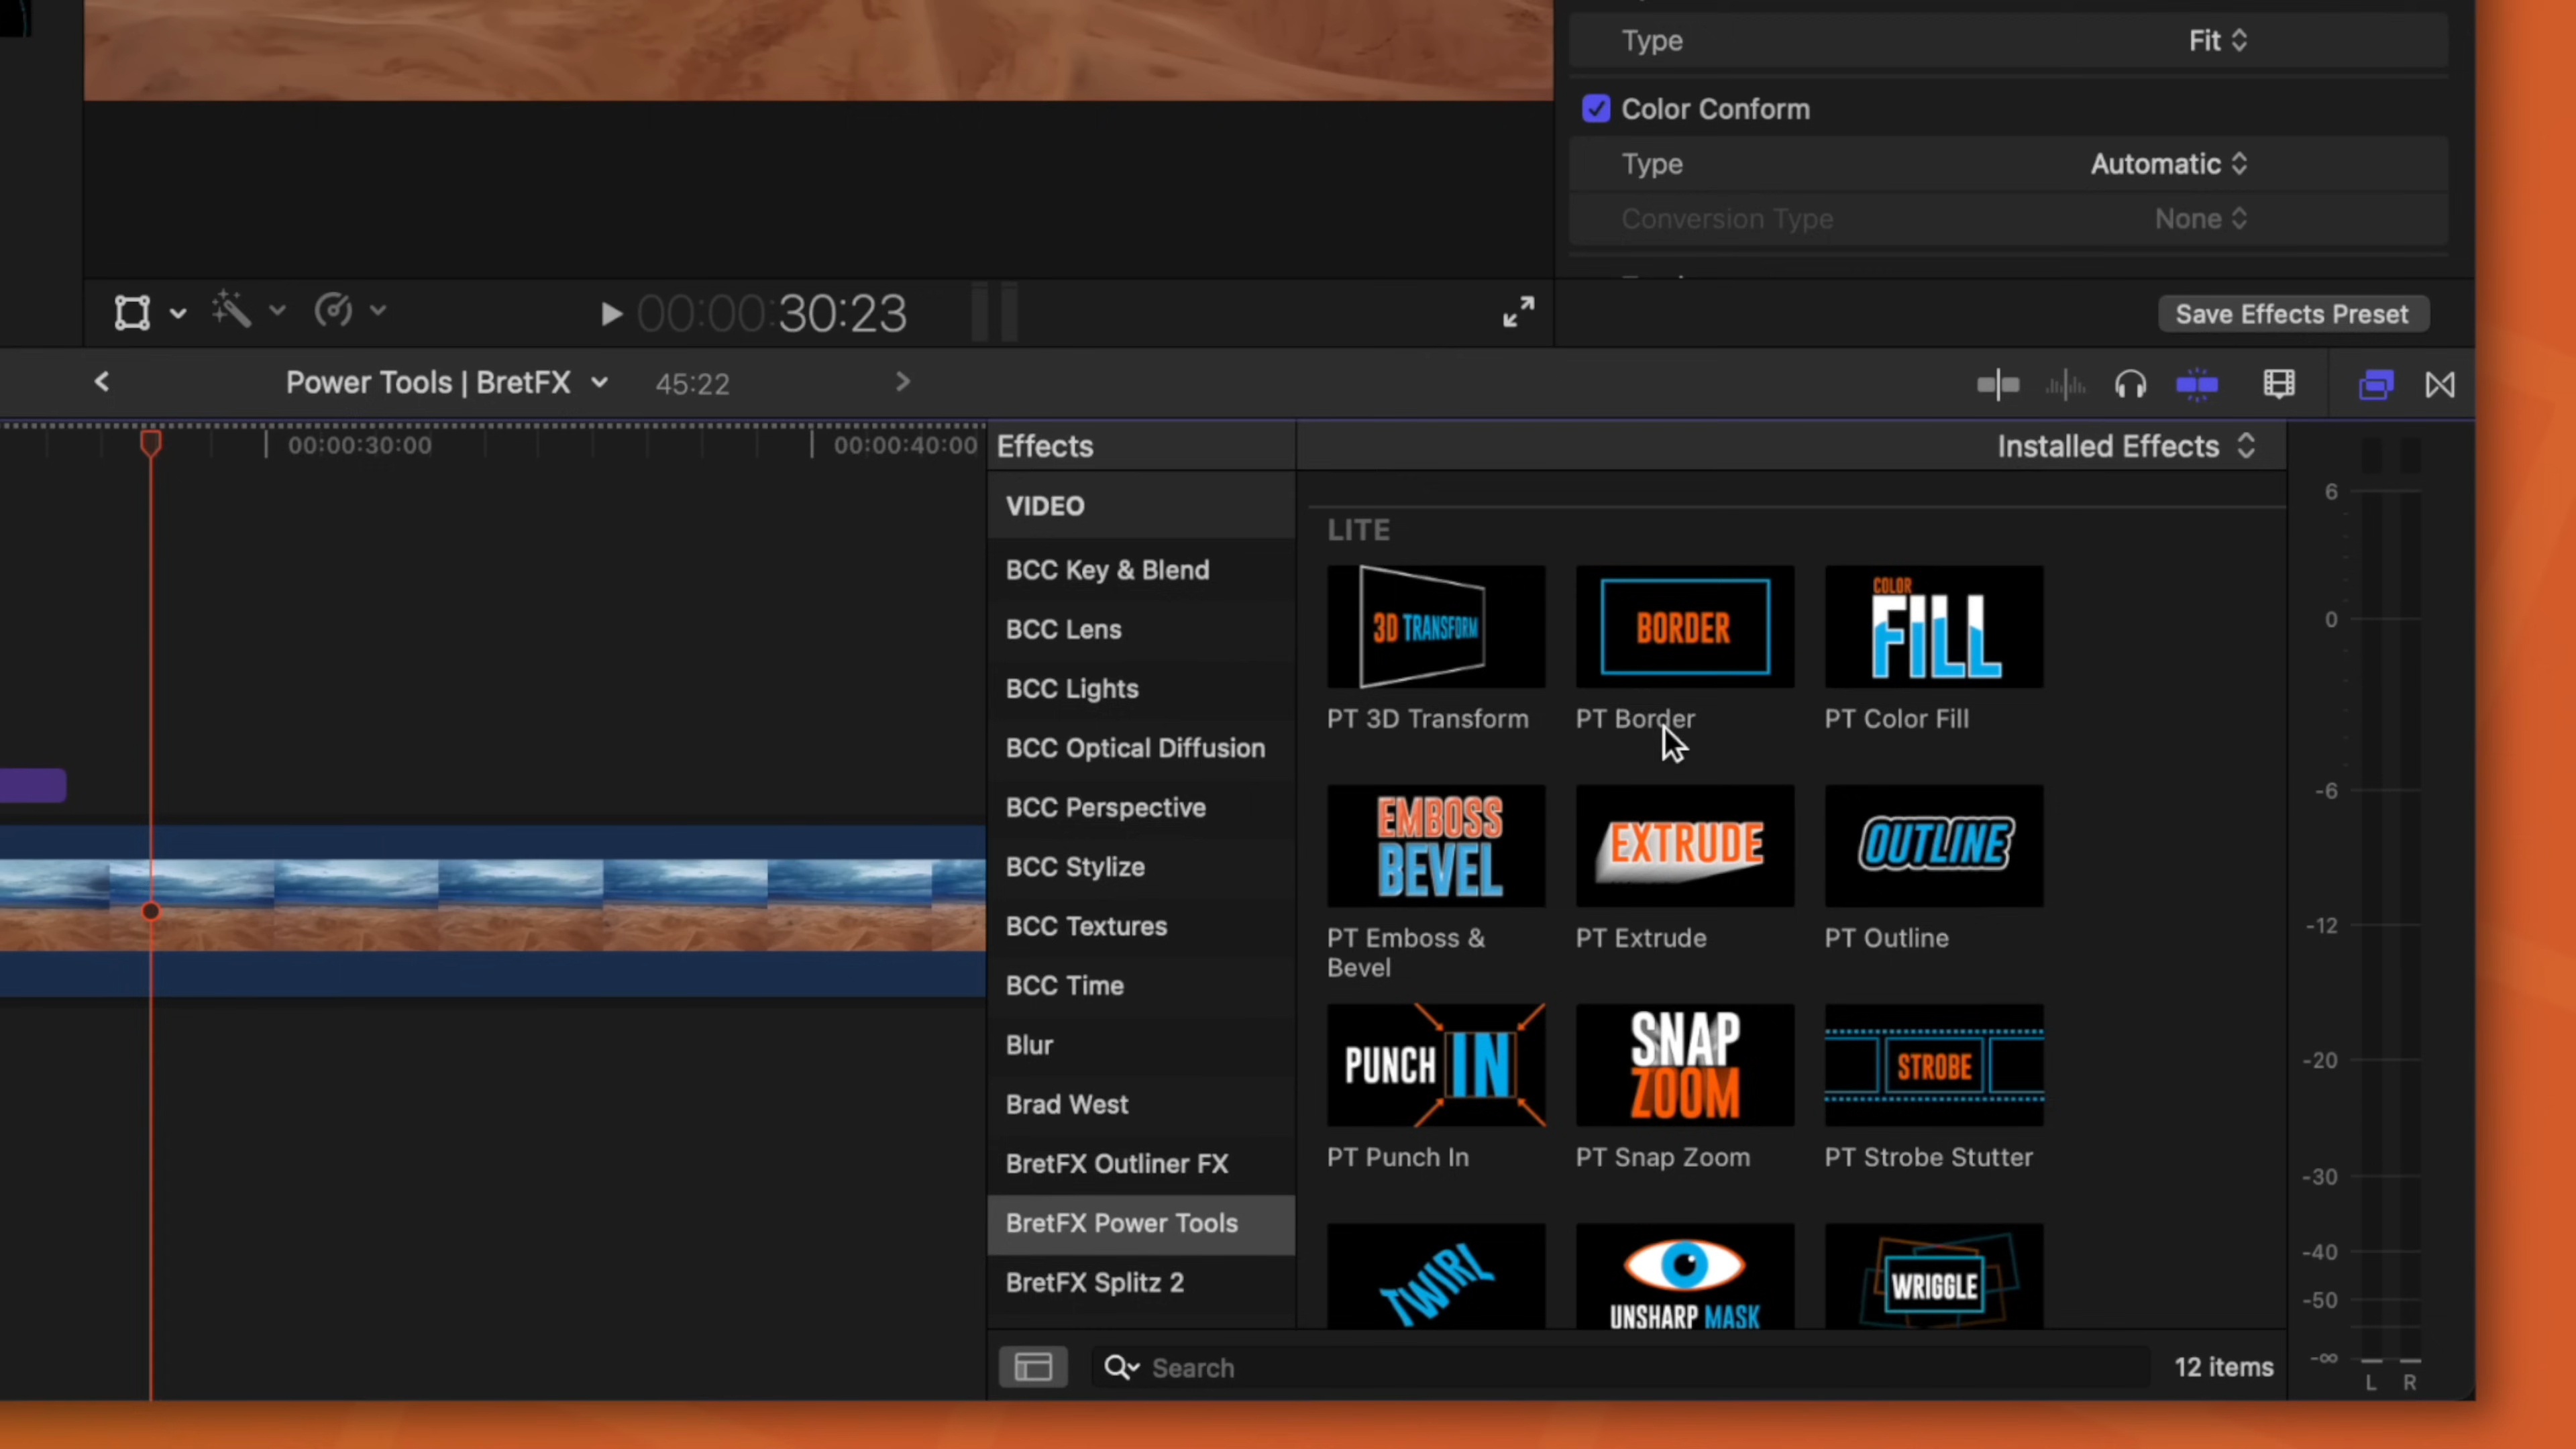 Type
Fit
Color Conform
Type
Automatic
Conversion Type
None
00:00:30:23
Save Effects Preset
Power Tools | BretFX
45:22
00:00:30:00
00:00:40:00
Effects
Installed Effects
VIDEO
BCC Key & Blend
BCC Lens
BCC Lights
BCC Optical Diffusion
BCC Perspective
BCC Stylize
BCC Textures
BCC Time
Blur
Brad West
BretFX Outliner FX
BretFX Power Tools
BretFX Splitz 2
LITE
3D TRANSFORM
PT 3D Transform
BORDER
PT Border
COLOR
FILL
PT Color Fill
EMBOSS
BEVEL
PT Emboss &
Bevel
EXTRUDE
PT Extrude
OUTLINE
PT Outline
PUNCH IN
PT Punch In
SNAP
ZOOM
PT Snap Zoom
STROBE
PT Strobe Stutter
TWIRL
UNSHARP MASK
WRIGGLE
Search
12 items
6
0
-6
-12
-20
-30
-40
-50
-∞
L R